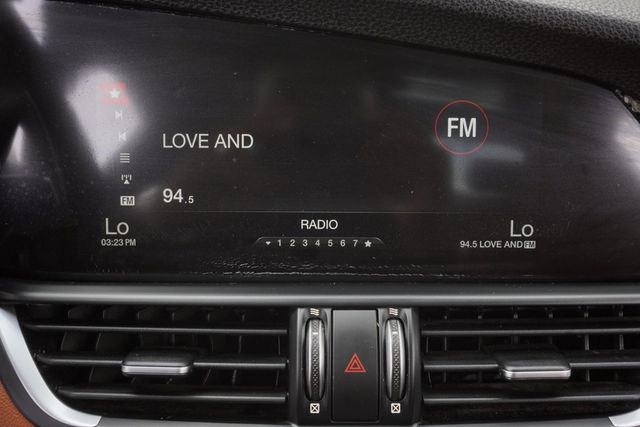 LOVE AND
FM
94.5
FM
Lo
03:23 PM
RADIO
1 2 3 4 5 6 7
Lo
94.5 LOVE AND FM